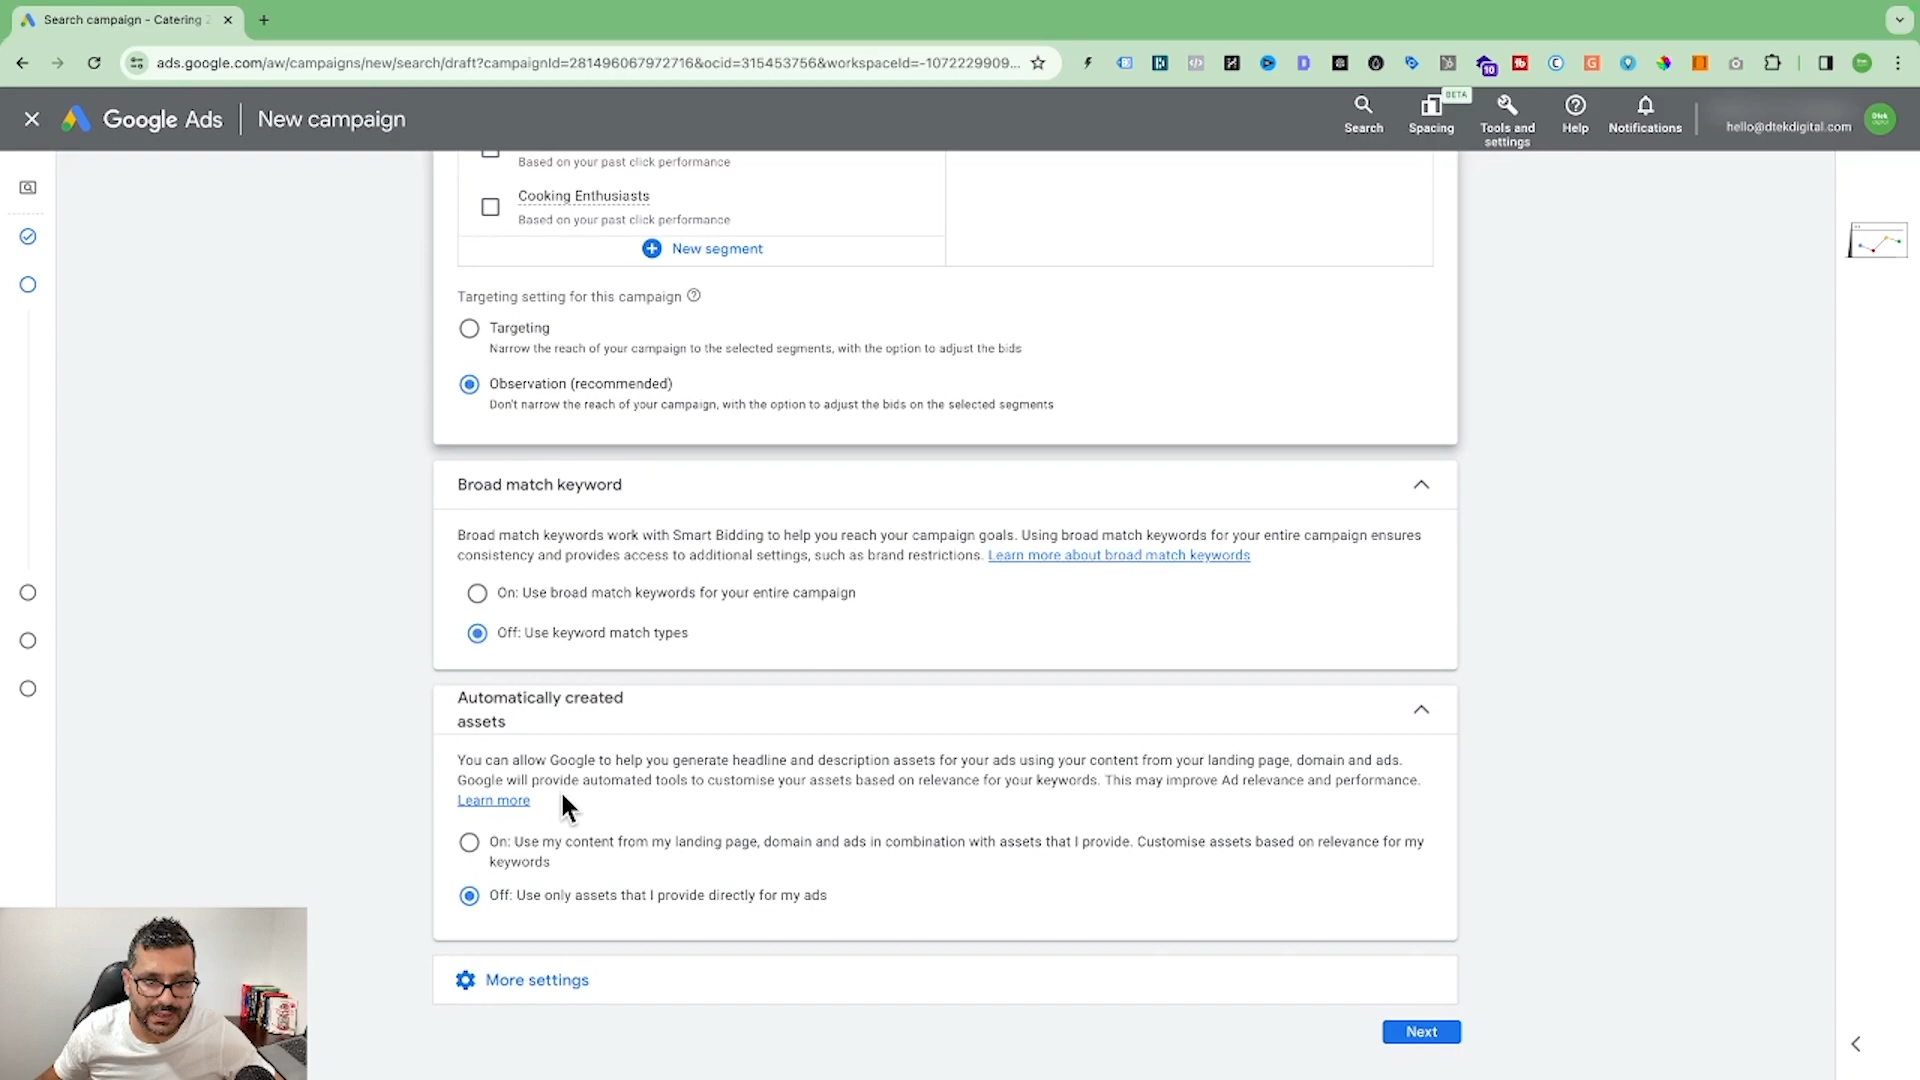 Search campaign - Catering
ads.google.com/aw/campaigns/new/search/draft?campaignId=281496067972716&ocid=315453756&workspaceId=-1072229909...
10
Google Ads
New campaign
Search
BETA
Spacing
Tools and
settings
Help
Notifications
hello@dtekdigital.com
Based on your past click performance
Cooking Enthusiasts
Based on your past click performance
New segment
Targeting setting for this campaign
Targeting
Narrow the reach of your campaign to the selected segments, with the option to adjust the bids
Observation (recommended)
Don't narrow the reach of your campaign, with the option to adjust the bids on the selected segments
Broad match keyword
Broad match keywords work with Smart Bidding to help you reach your campaign goals. Using broad match keywords for your entire campaign ensures
consistency and provides access to additional settings, such as brand restrictions. Learn more about broad match keywords
On: Use broad match keywords for your entire campaign
Off: Use keyword match types
Automatically created
assets
You can allow Google to help you generate headline and description assets for your ads using your content from your landing page, domain and ads.
Google will provide automated tools to customise your assets based on relevance for your keywords. This may improve Ad relevance and performance.
Learn more
On: Use my content from my landing page, domain and ads in combination with assets that I provide. Customise assets based on relevance for my
keywords
Off: Use only assets that I provide directly for my ads
More settings
Next